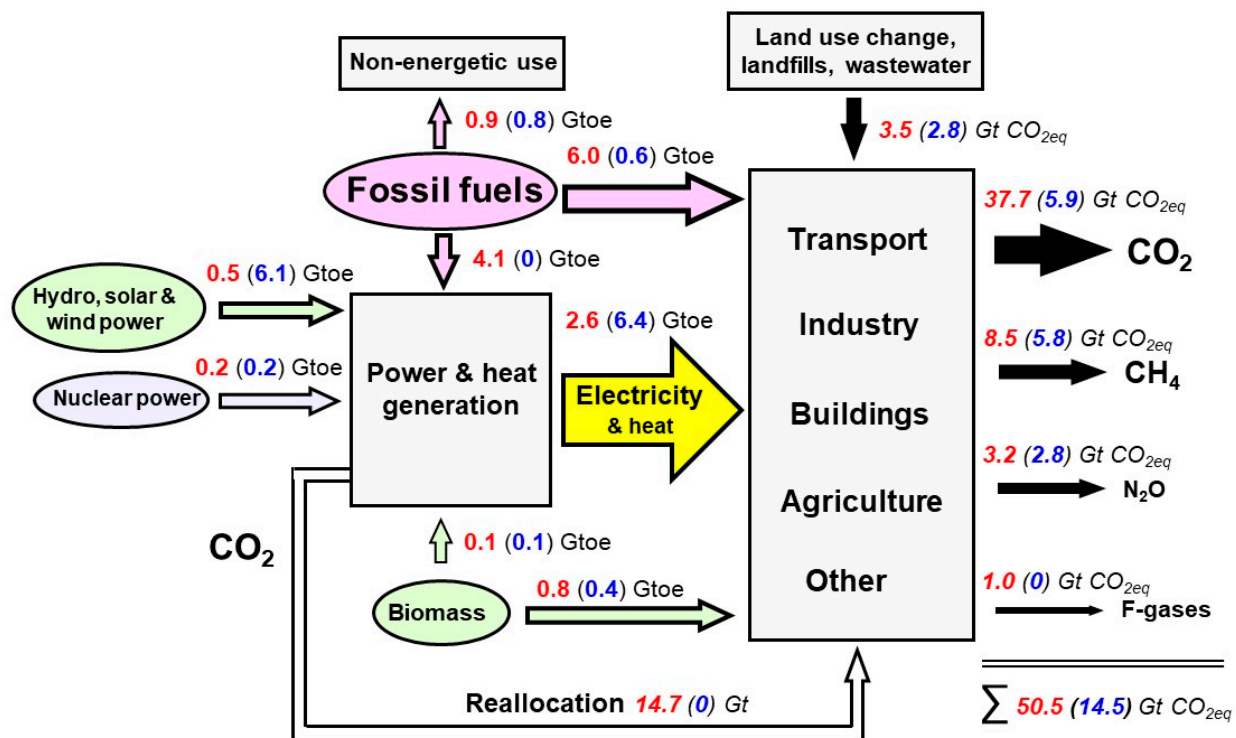 Non-energetic use
Land use change,
landfills, wastewater
0.9 (0.8) Gtoe
3.5 (2.8) Gt CO2eq
6.0 (0.6) Gtoe
Fossil fuels
37.7 (5.9) Gt CO2eq
CO2
4.1 (0) Gtoe
Transport
0.5 (6.1) Gtoe
Hydro, solar &
wind power
2.6 (6.4) Gtoe
Industry
8.5 (5.8) Gt CO2eq
CH4
0.2 (0.2) Gtoe
Nuclear power
Power & heat
generation
Electricity
& heat
Buildings
3.2 (2.8) Gt CO2eq
N2O
Agriculture
CO2
0.1 (0.1) Gtoe
Other
1.0 (0) Gt CO2eq
F-gases
Biomass
0.8 (0.4) Gtoe
Reallocation 14.7 (0) Gt
∑ 50.5 (14.5) Gt CO2eq